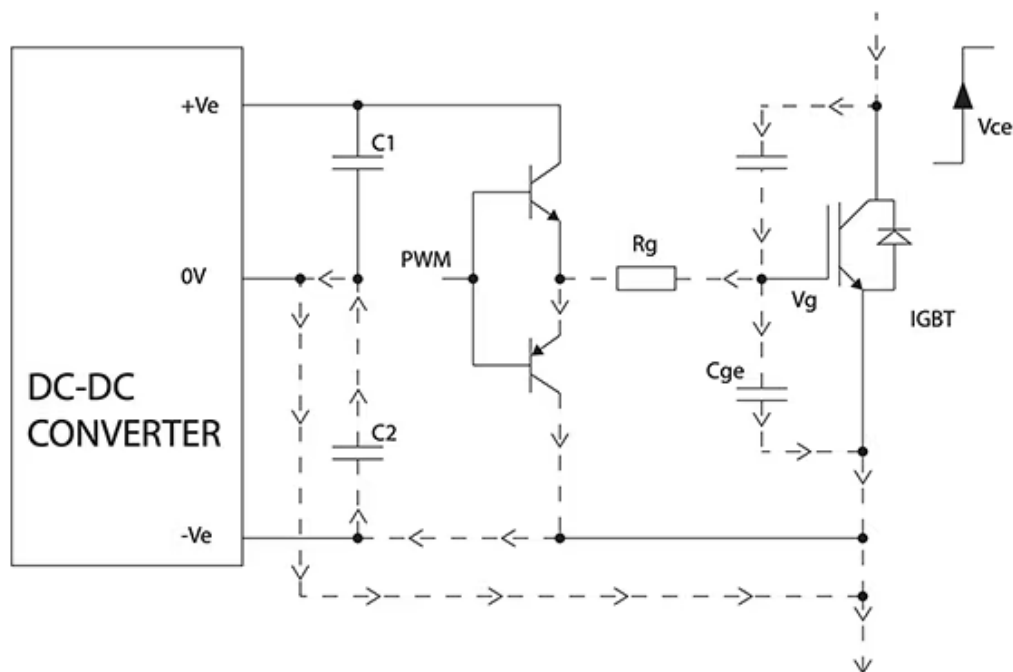 +Ve
C1
Vce
PWM
Rg
0V
Vg
IGBT
Cge
DC-DC
CONVERTER
C2
-Ve